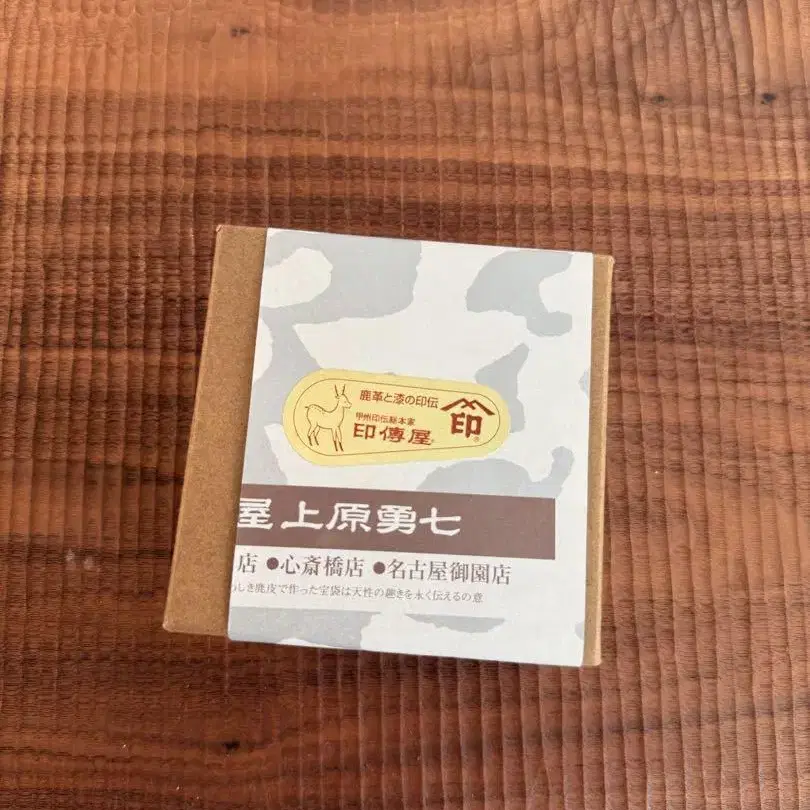 鹿革と漆の印伝
甲州印伝総本家
印傳屋®
印®
屋上原勇七
店 ●心斎橋店 ●名古屋御園店
しき鹿皮で作った宝袋は天性の趣きを永く伝えるの意